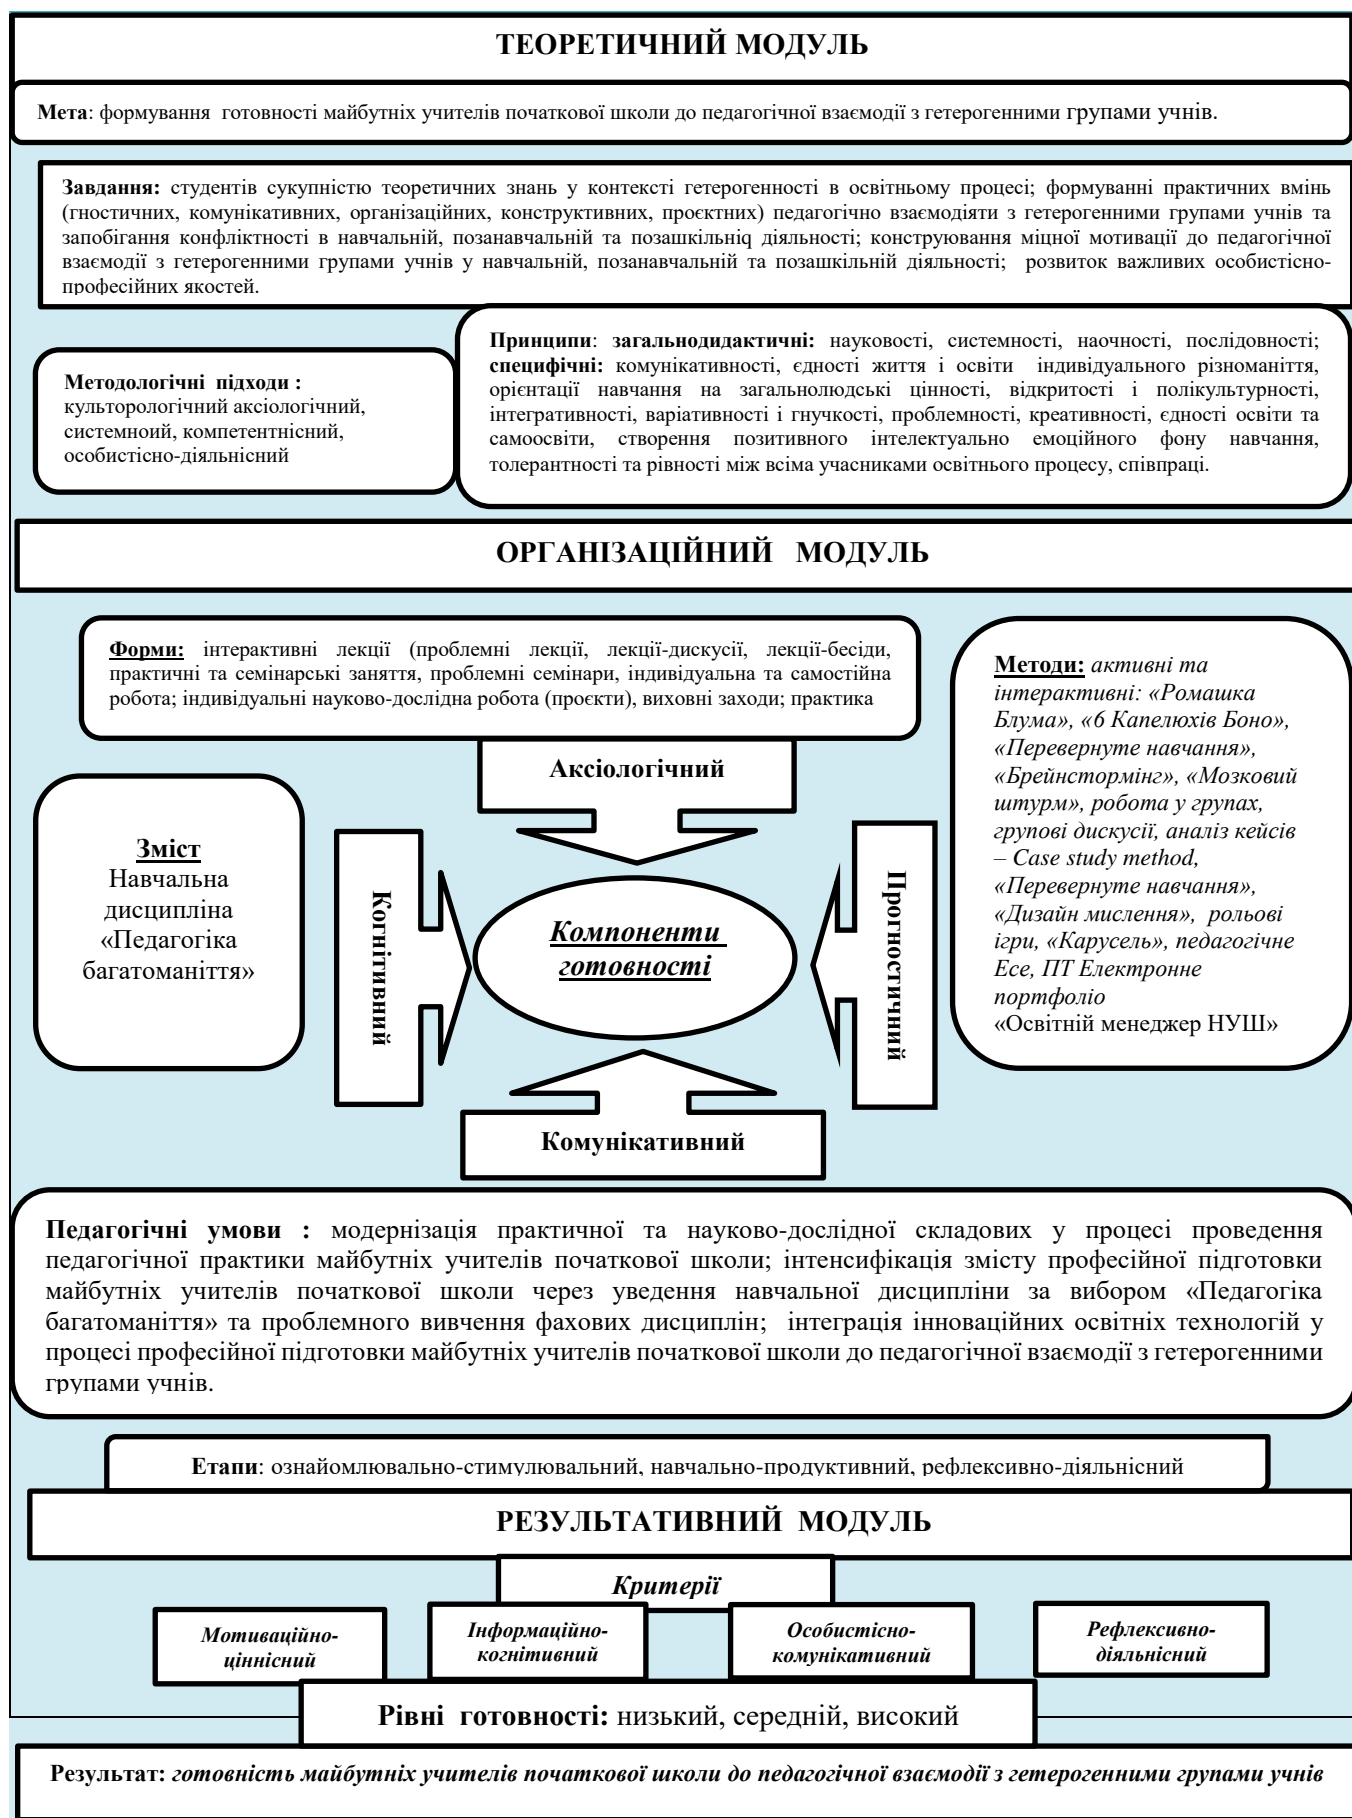 ТЕОРЕТИЧНИЙ МОДУЛЬ
Мета: формування готовності майбутніх учителів початкової школи до педагогічної взаємодії з гетерогенними групами учнів.
Завдання: студентів сукупністю теоретичних знань у контексті гетерогенності в освітньому процесі; формуванні практичних вмінь
(гностичних, комунікативних, організаційних, конструктивних, проєктних) педагогічно взаємодіяти з гетерогенними групами учнів та
запобігання конфліктності в навчальній, позанавчальній та позашкільніq діяльності; конструювання міцної мотивації до педагогічної
взаємодії з гетерогенними групами учнів у навчальній, позанавчальній та позашкільній діяльності; розвиток важливих особистісно-
професійних якостей.
Методологічні підходи :
культорологічний аксіологічний,
системноий, компетентнісний,
особистісно-діяльнісний
Принципи: загальнодидактичні: науковості, системності, наочності, послідовності;
специфічні: комунікативності, єдності життя і освіти індивідуального різноманіття,
орієнтації навчання на загальнолюдські цінності, відкритості і полікультурності,
інтегративності, варіативності і гнучкості, проблемності, креативності, єдності освіти та
самоосвіти, створення позитивного інтелектуально емоційного фону навчання,
толерантності та рівності між всіма учасниками освітнього процесу, співпраці.
ОРГАНІЗАЦІЙНИЙ МОДУЛЬ
Форми: інтерактивні лекції (проблемні лекції, лекції-дискусії, лекції-бесіди,
практичні та семінарські заняття, проблемні семінари, індивідуальна та самостійна
робота; індивідуальні науково-дослідна робота (проєкти), виховні заходи; практика
Методи: активні та
інтерактивні: «Ромашка
Блума», «6 Капелюхів Боно»,
«Перевернуте навчання»,
«Брейнстормінг», «Мозковий
штурм», робота у групах,
групові дискусії, аналіз кейсів
– Case study method,
«Перевернуте навчання»,
«Дизайн мислення», рольові
ігри, «Карусель», педагогічне
Есе, ПТ Електронне
портфоліо
«Освітній менеджер НУШ»
Зміст
Навчальна
дисципліна
«Педагогіка
багатоманіття»
Аксіологічний
Когнітивний
Компоненти
готовності
Прогностичний
Комунікативний
Педагогічні умови : модернізація практичної та науково-дослідної складових у процесі проведення
педагогічної практики майбутніх учителів початкової школи; інтенсифікація змісту професійної підготовки
майбутніх учителів початкової школи через уведення навчальної дисципліни за вибором «Педагогіка
багатоманіття» та проблемного вивчення фахових дисциплін; інтеграція інноваційних освітніх технологій у
процесі професійної підготовки майбутніх учителів початкової школи до педагогічної взаємодії з гетерогенними
групами учнів.
Етапи: ознайомлювально-стимулювальний, навчально-продуктивний, рефлексивно-діяльнісний
РЕЗУЛЬТАТИВНИЙ МОДУЛЬ
Критерії
Мотиваційно-
ціннісний
Інформаційно-
когнітивний
Особистісно-
комунікативний
Рефлексивно-
діяльнісний
Рівні готовності: низький, середній, високий
Результат: готовність майбутніх учителів початкової школи до педагогічної взаємодії з гетерогенними групами учнів